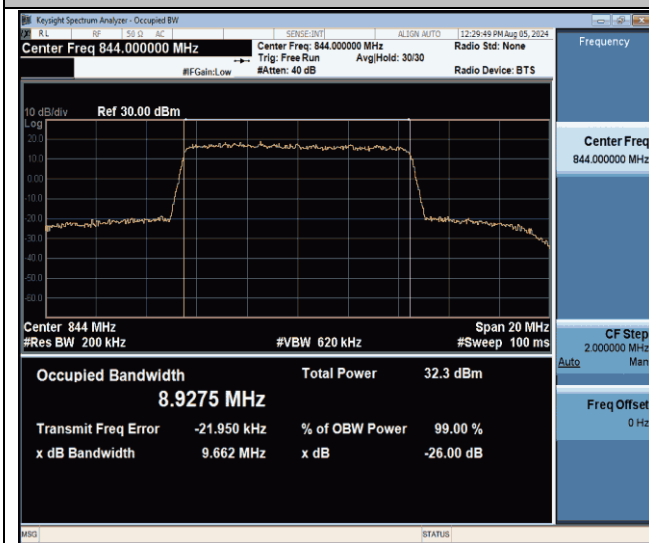 Keysight Spectrum Analyzer - Occupied BW
RL RF 50 Ω AC SENSE:INT ALIGN AUTO 12:29:49 PM Aug 05, 2024
Center Freq 844.000000 MHz
Center Freq: 844.000000 MHz
Radio Std: None
Trig: Free Run
Avg|Hold: 30/30
#IFGain:Low
#Atten: 40 dB
Radio Device: BTS
10 dB/div Ref 30.00 dBm
Log
20.0
10.0
0.00
-10.0
-20.0
-30.0
-40.0
-50.0
-60.0
Center 844 MHz
Span 20 MHz
#Res BW 200 kHz
#VBW 620 kHz
#Sweep 100 ms
Occupied Bandwidth
Total Power 32.3 dBm
8.9275 MHz
Transmit Freq Error -21.950 kHz
% of OBW Power 99.00 %
x dB Bandwidth 9.662 MHz
x dB -26.00 dB
MSG
STATUS
Frequency
Center Freq
844.000000 MHz
CF Step
2.000000 MHz
Auto Man
Freq Offset
0 Hz